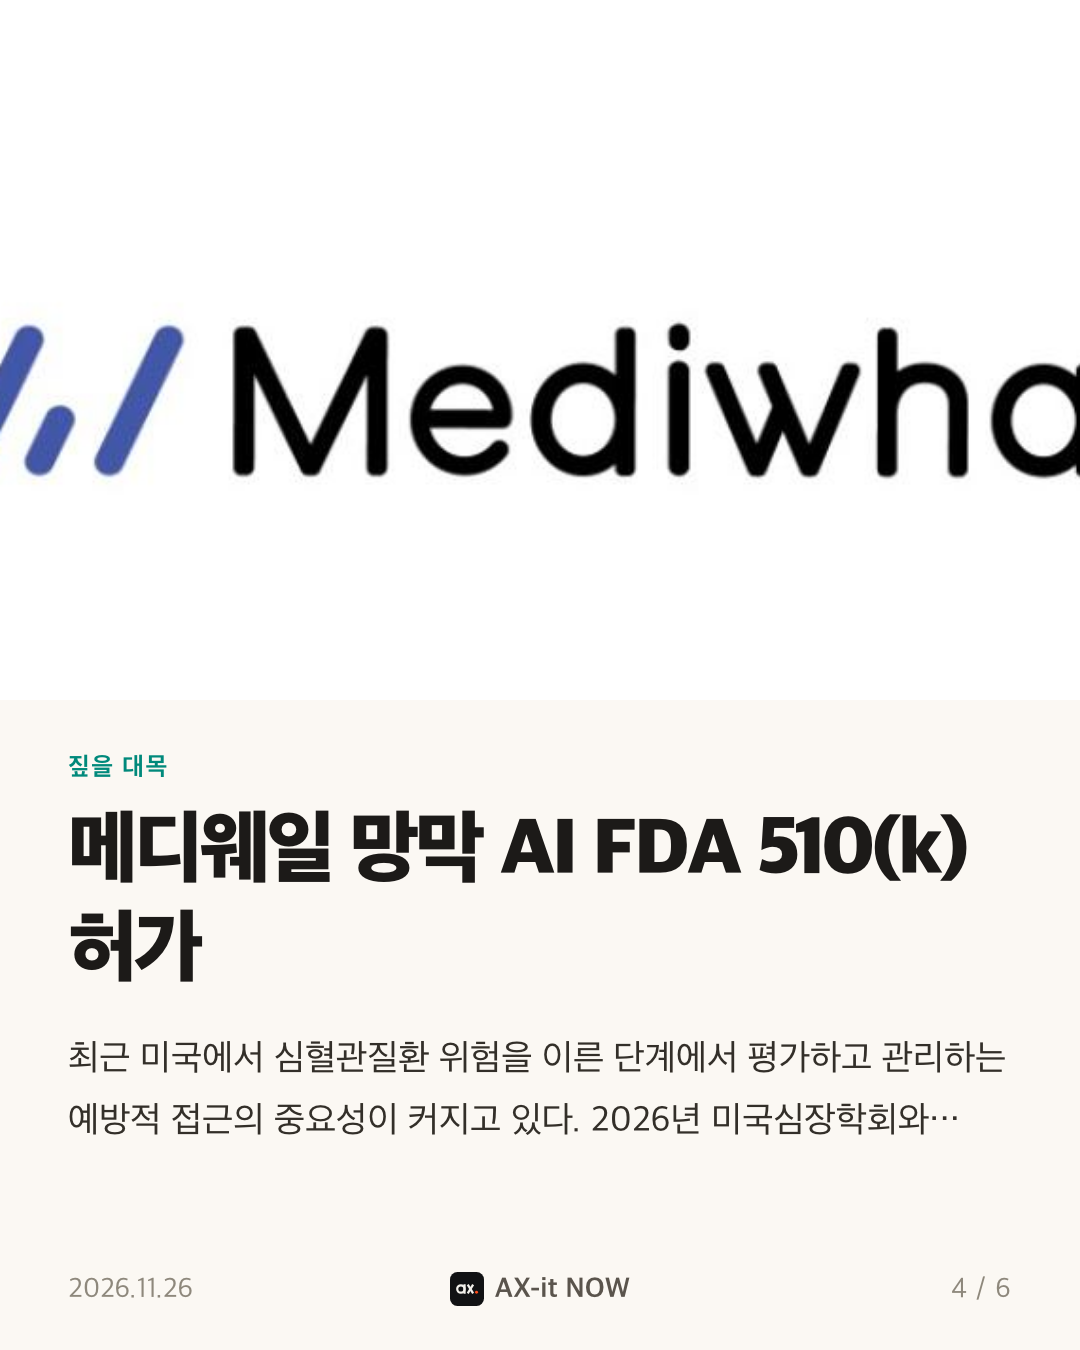 Mediwha
짚을 대목
메디웨일 망막 AI FDA 510(k)
허가
최근 미국에서 심혈관질환 위험을 이른 단계에서 평가하고 관리하는
예방적 접근의 중요성이 커지고 있다. 2026년 미국심장학회와…
2026.11.26
ax. AX-it NOW
4 / 6